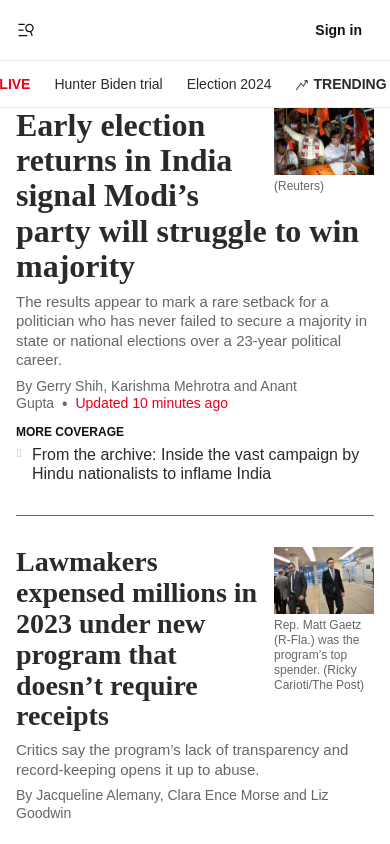 Sign in
LIVE Hunter Biden trial Election 2024 TRENDING
Early election
returns in India
signal Modi’s
party will struggle to win
majority
(Reuters)
The results appear to mark a rare setback for a
politician who has never failed to secure a majority in
state or national elections over a 23-year political
career.
By Gerry Shih, Karishma Mehrotra and Anant
Gupta • Updated 10 minutes ago
MORE COVERAGE
From the archive: Inside the vast campaign by
Hindu nationalists to inflame India
Lawmakers
expensed millions in
2023 under new
program that
doesn’t require
receipts
Rep. Matt Gaetz
(R-Fla.) was the
program’s top
spender. (Ricky
Carioti/The Post)
Critics say the program’s lack of transparency and
record-keeping opens it up to abuse.
By Jacqueline Alemany, Clara Ence Morse and Liz
Goodwin